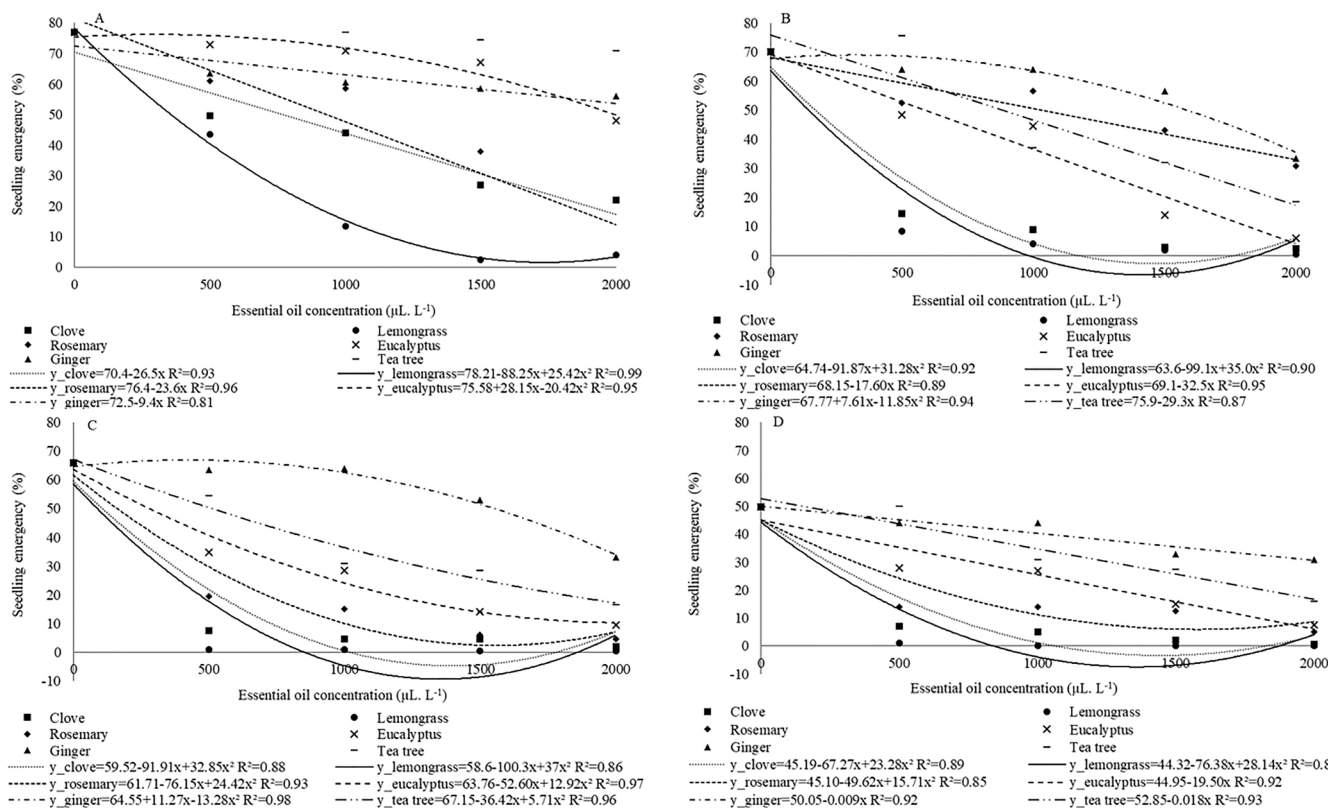 A
Seedling emergency (%)
80
70
60
50
40
30
20
10
0
0 500 1000 1500 2000
Essential oil concentration (µL. L-1)
Clove Lemongrass
Rosemary Eucalyptus
Ginger Tea tree
y_clove=70.4-26.5x R²=0.93 y_lemongrass=78.21-88.25x+25.42x² R²=0.99
y_rosemary=76.4-23.6x R²=0.96 y_eucalyptus=75.58+28.15x-20.42x² R²=0.95
y_ginger=72.5-9.4x R²=0.81
B
Seedling emergency (%)
80
70
60
50
40
30
20
10
0
-10
0 500 1000 1500 2000
Essential oil concentration (µL. L-1)
Clove Lemongrass
Rosemary Eucalyptus
Ginger Tea tree
y_clove=64.74-91.87x+31.28x² R²=0.92 y_lemongrass=63.6-99.1x+35.0x² R²=0.90
y_rosemary=68.15-17.60x R²=0.89 y_eucalyptus=69.1-32.5x R²=0.95
y_ginger=67.77+7.61x-11.85x² R²=0.94 y_tea tree=75.9-29.3x R²=0.87
C
Seedling emergency (%)
80
70
60
50
40
30
20
10
0
-10
0 500 1000 1500 2000
Essential oil concentration (µL. L-1)
Clove Lemongrass
Rosemary Eucalyptus
Ginger Tea tree
y_clove=59.52-91.91x+32.85x² R²=0.88 y_lemongrass=58.6-100.3x+37x² R²=0.86
y_rosemary=61.71-76.15x+24.42x² R²=0.93 y_eucalyptus=63.76-52.60x+12.92x² R²=0.97
y_ginger=64.55+11.27x-13.28x² R²=0.98 y_tea tree=67.15-36.42x+5.71x² R²=0.96
D
Seedling emergency (%)
80
70
60
50
40
30
20
10
0
-10
0 500 1000 1500 2000
Essential oil concentration (µL. L-1)
Clove Lemongrass
Rosemary Eucalyptus
Ginger Tea tree
y_clove=45.19-67.27x+23.28x² R²=0.89 y_lemongrass=44.32-76.38x+28.14x²
y_rosemary=45.10-49.62x+15.71x² R²=0.85 y_eucalyptus=44.95-19.50x R²=0.92
y_ginger=50.05-0.009x R²=0.92 y_tea tree=52.85-0.018x R²=0.93